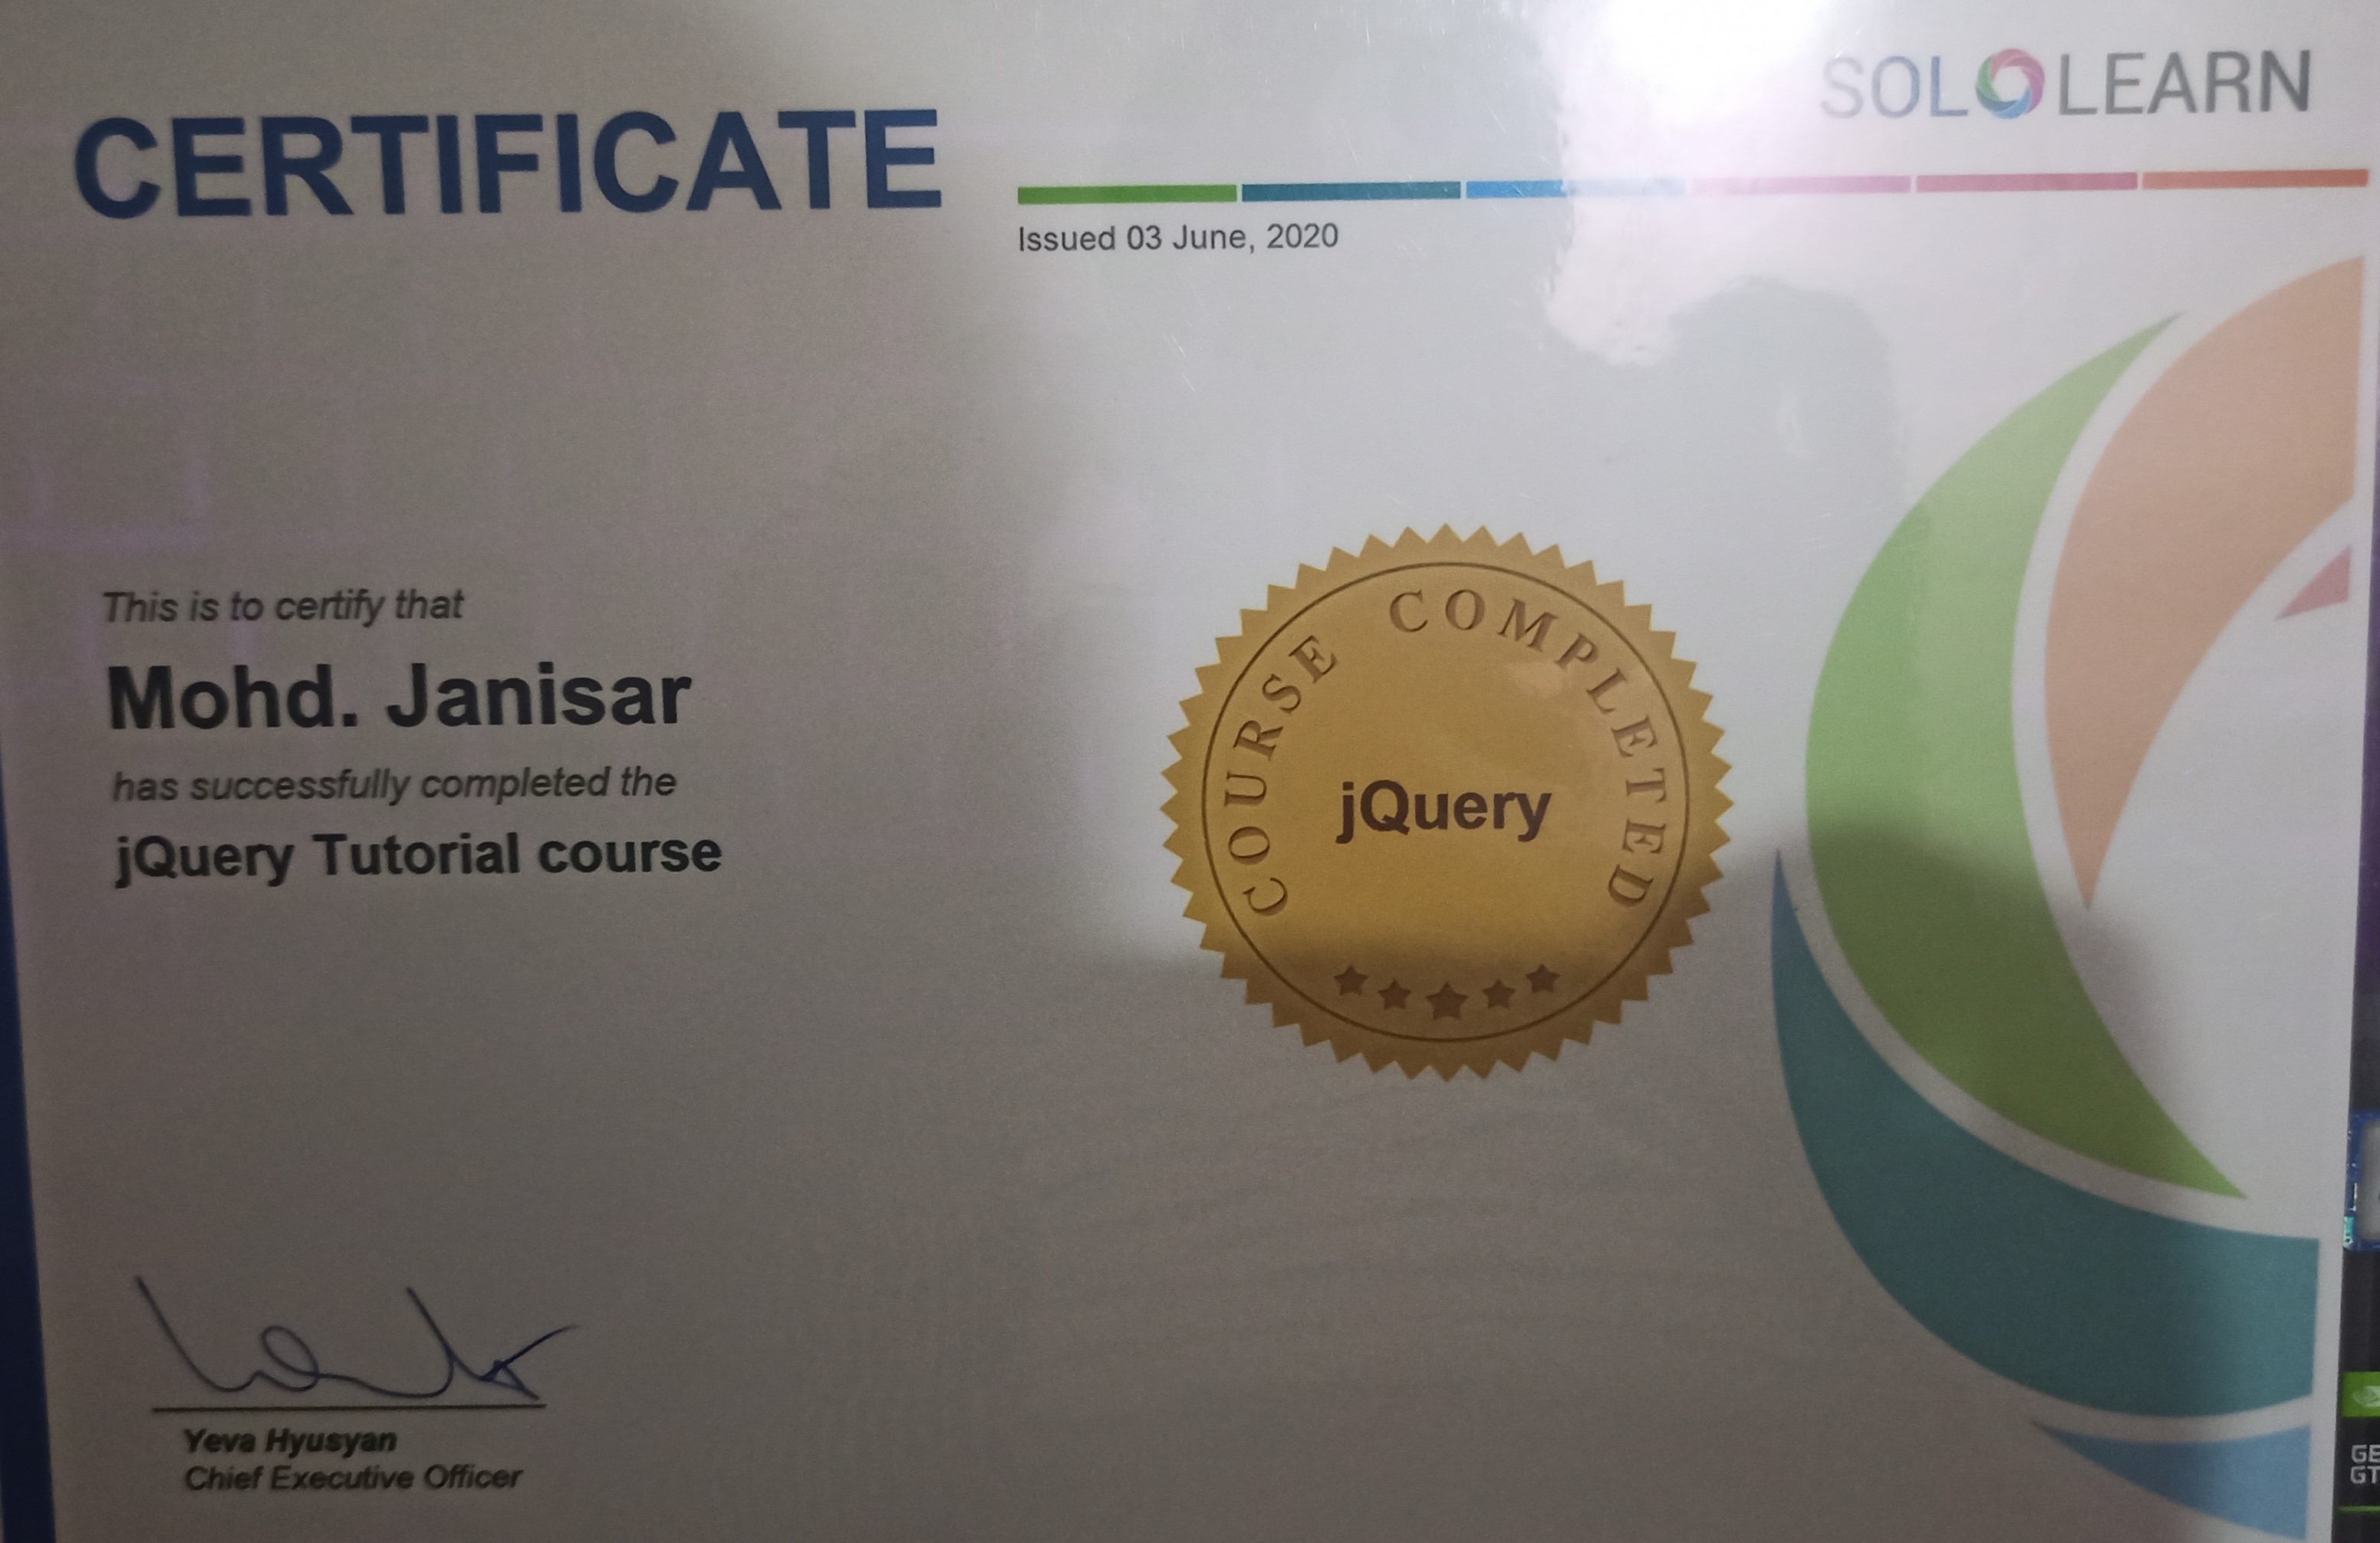 CERTIFICATE
SOLOLEARN
Issued 03 June, 2020
This is to certify that
Mohd. Janisar
has successfully completed the
jQuery Tutorial course
COURSE COMPLETED
jQuery
Yeva Hyusyan
Chief Executive Officer
GE
GT